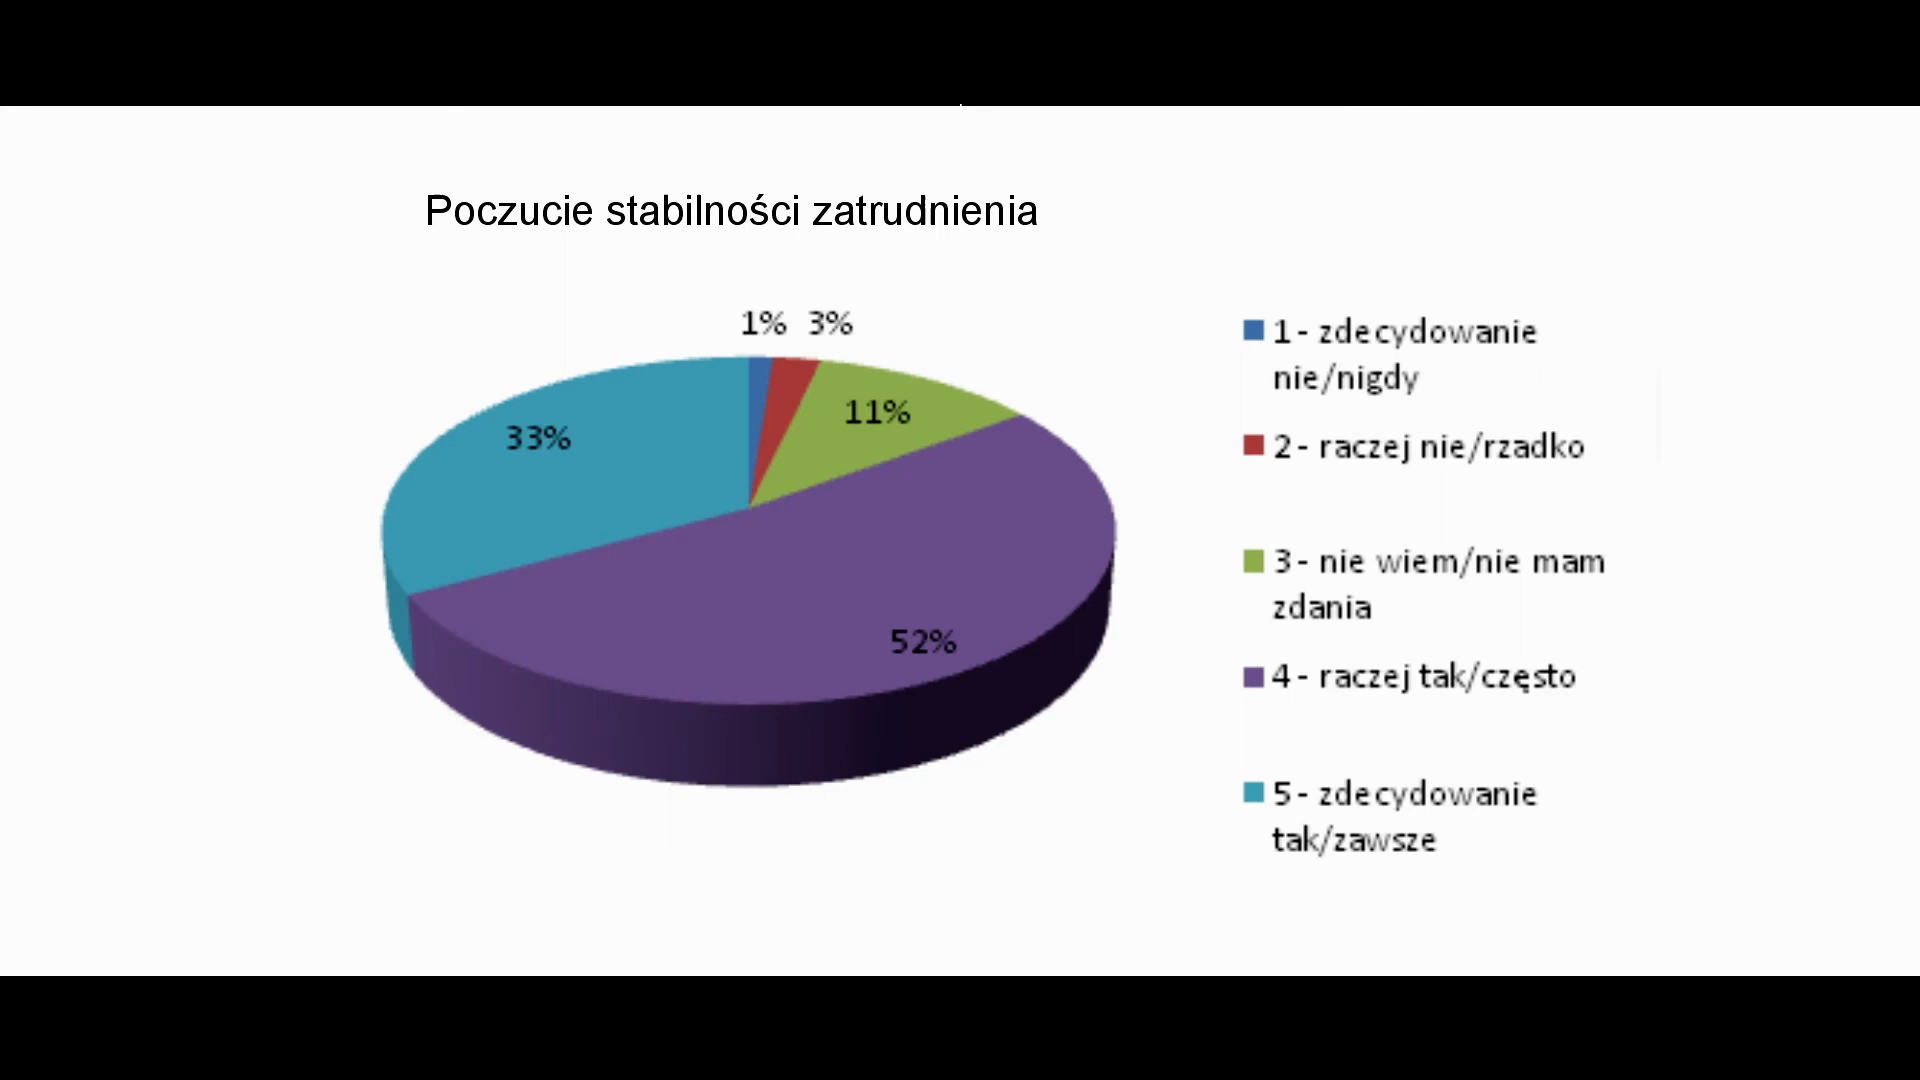 Poczucie stabilności zatrudnienia
1% 3%
11%
33%
52%
1 - zdecydowanie
nie/nigdy
2 - raczej nie/rzadko
3 - nie wiem/nie mam
zdania
4 - raczej tak/często
5 - zdecydowanie
tak/zawsze